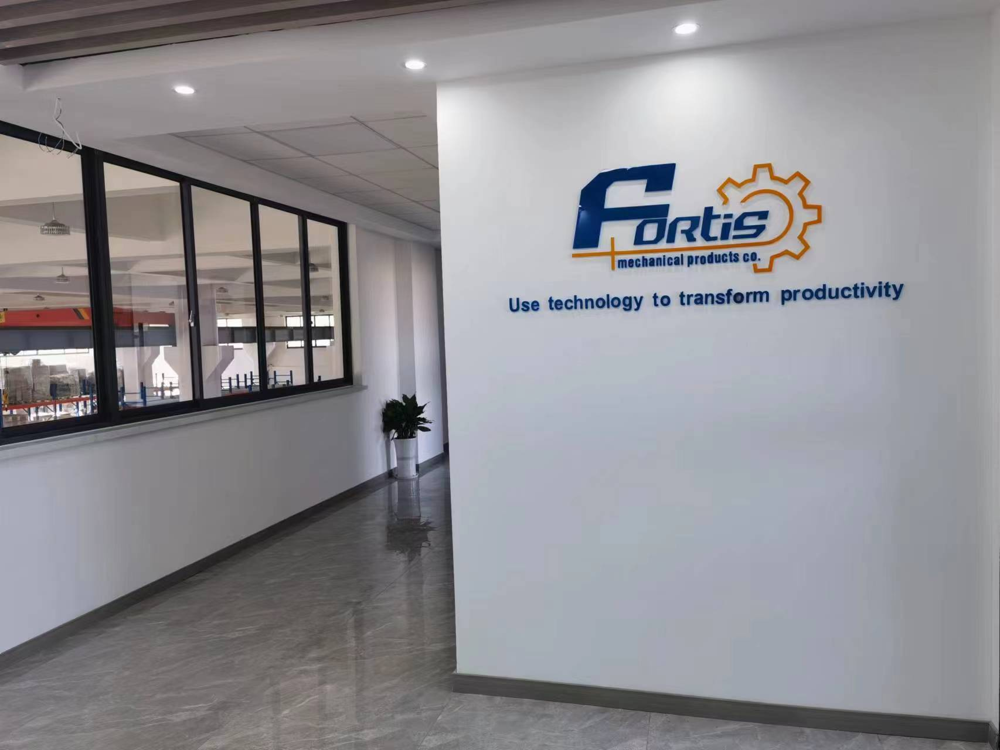 Fortis
mechanical products co.
Use technology to transform productivity